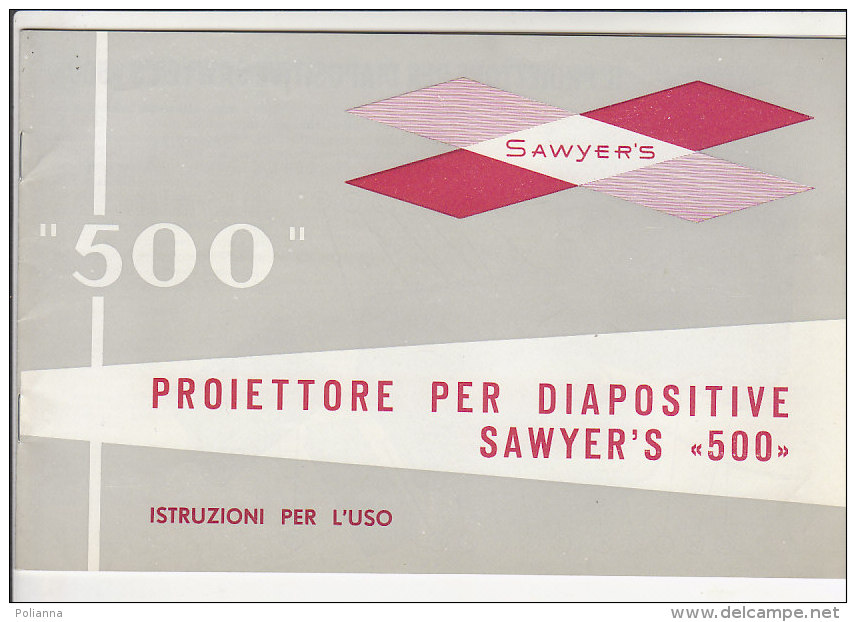 SAWYER'S
"500"
PROIETTORE PER DIAPOSITIVE
SAWYER'S «500»
ISTRUZIONI PER L'USO
Polianna
www.delcampe.net